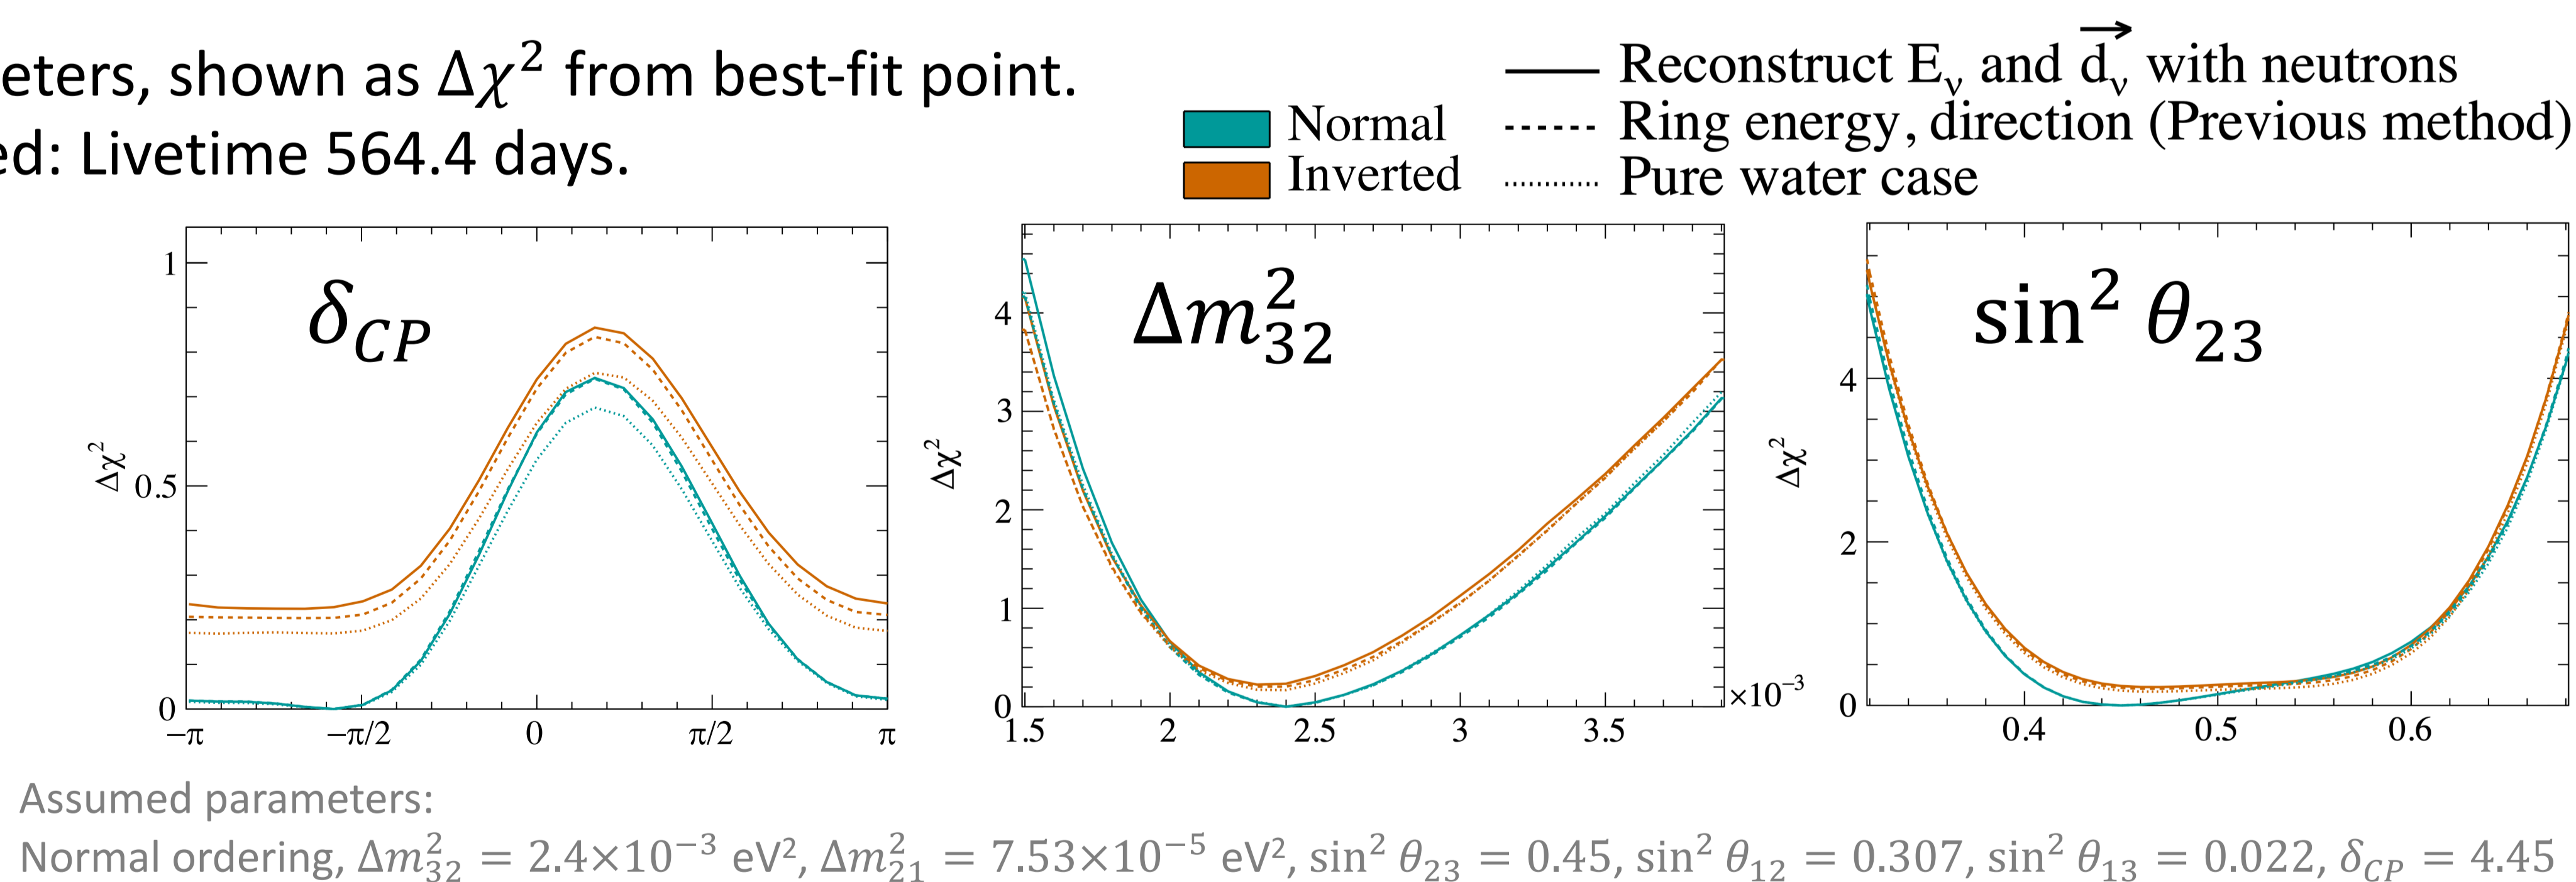 eters, shown as Δχ² from best-fit point.
ed: Livetime 564.4 days.
Normal
Inverted
Reconstruct Eᵥ and d⃗ᵥ with neutrons
Ring energy, direction (Previous method)
Pure water case
δ_CP
Δχ²
1
0.5
0
−π
−π/2
0
π/2
π
Δm²₃₂
Δχ²
4
3
2
1
0
1.5
2
2.5
3
3.5
×10⁻³
sin² θ₂₃
Δχ²
4
2
0
0.4
0.5
0.6
Assumed parameters:
Normal ordering, Δm²₃₂ = 2.4×10⁻³ eV², Δm²₂₁ = 7.53×10⁻⁵ eV², sin² θ₂₃ = 0.45, sin² θ₁₂ = 0.307, sin² θ₁₃ = 0.022, δ_CP = 4.45